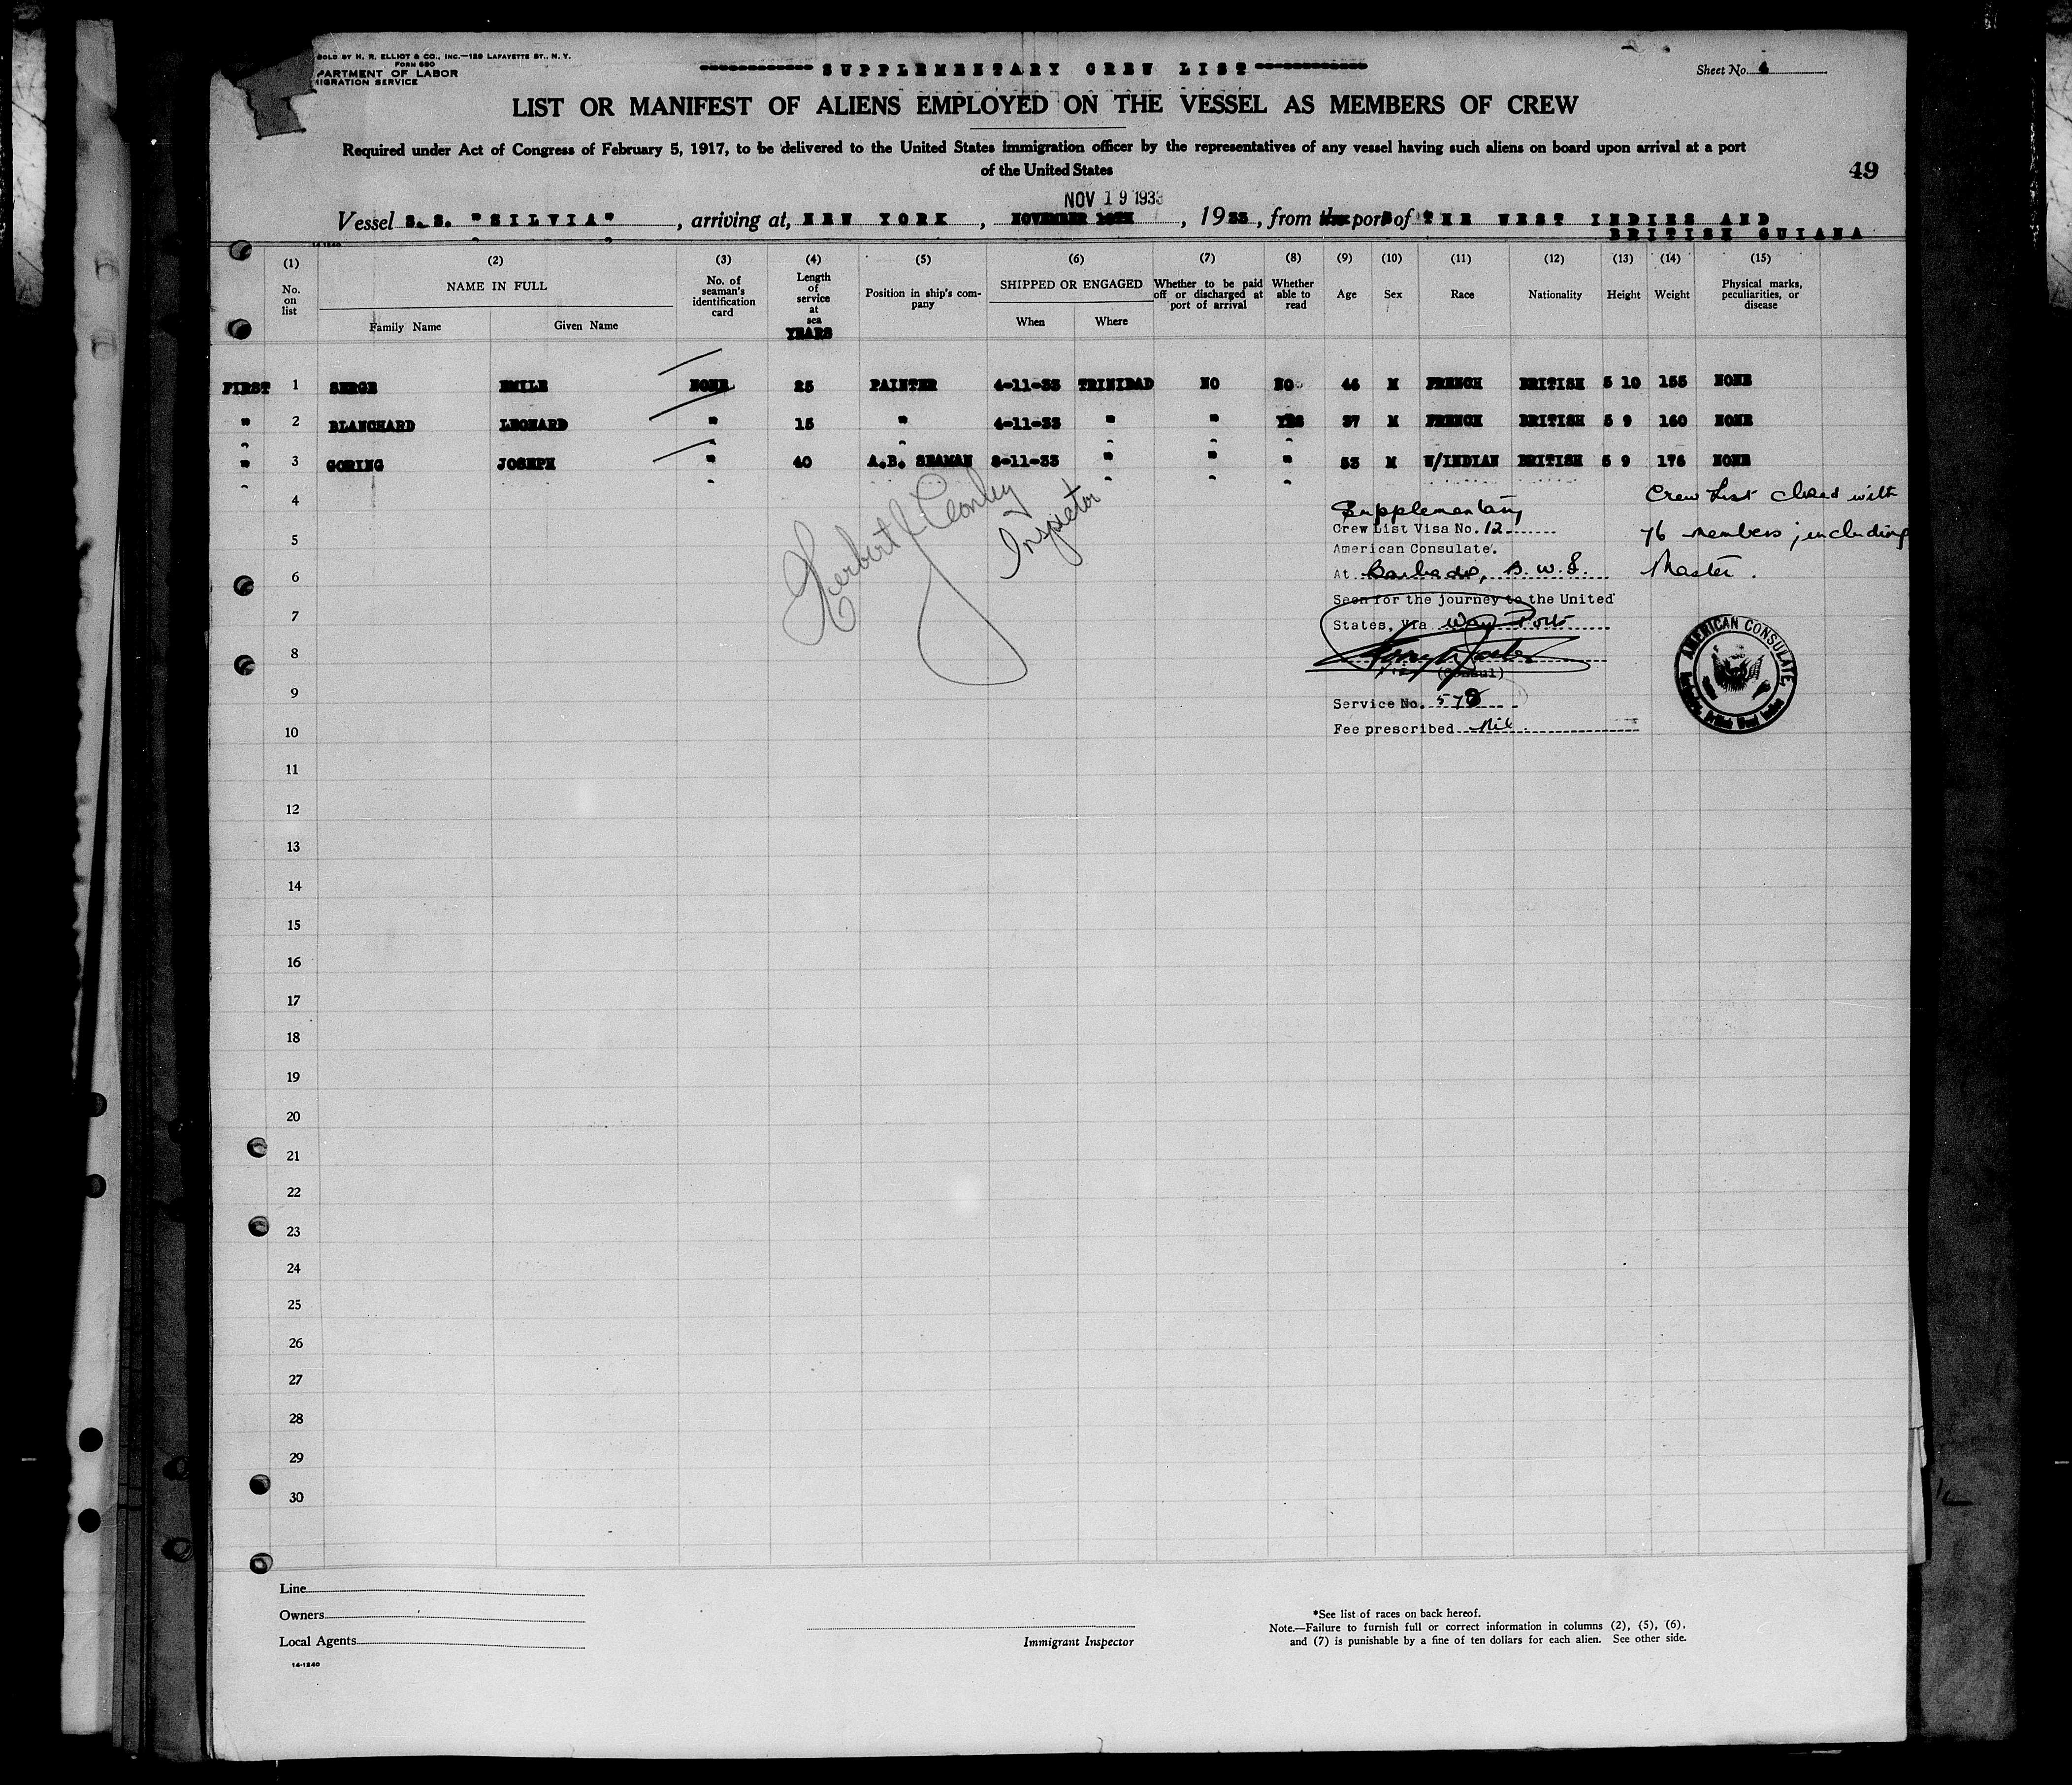 SOLD BY H. R. ELLIOT & CO., INC.—129 LAFAYETTE ST., N. Y.
FORM 680
PARTMENT OF LABOR
MIGRATION SERVICE
SUPPLEMENTARY CREW LIST
Sheet No. 4
LIST OR MANIFEST OF ALIENS EMPLOYED ON THE VESSEL AS MEMBERS OF CREW
Required under Act of Congress of February 5, 1917, to be delivered to the United States immigration officer by the representatives of any vessel having such aliens on board upon arrival at a port
of the United States
49
NOV 19 1933
Vessel S.S. "SILVIA", arriving at, NEW YORK, NOVEMBER, 1933, from the ports of THE WEST INDIES AND
BRITISH GUIANA
14-1240
(1) (2) (3) (4) (5) (6) (7) (8) (9) (10) (11) (12) (13) (14) (15)
No. on list NAME IN FULL Family Name Given Name No. of seaman's identification card Length of service at sea YEARS Position in ship's company SHIPPED OR ENGAGED When Where Whether to be paid off or discharged at port of arrival Whether able to read Age Sex Race Nationality Height Weight Physical marks, peculiarities, or disease
FIRST 1 SERGE EMILE NONE 25 PAINTER 4-11-33 TRINIDAD NO NO 46 M FRENCH BRITISH 5 10 155 NONE
" 2 BLANCHARD LEONARD " 15 " 4-11-33 " " YES 37 M FRENCH BRITISH 5 9 160 NONE
" 3 GORING JOSEPH " 40 A.B. SEAMAN 8-11-33 " " " 53 M W/INDIAN BRITISH 5 9 176 NONE
4
5
6
7
8
9
10
11
12
13
14
15
16
17
18
19
20
21
22
23
24
25
26
27
28
29
30
Herbert J Conley
Inspector
Supplementary
Crew List Visa No. 12
American Consulate.
At Barbados, B.W.I.
Seen for the journey to the United
States, Via Way Ports
(Consul)
Service No. 578
Fee prescribed Nil
Crew List closed with
76 members, including
Master.
AMERICAN CONSULATE,
Barbados, British West Indies
Line
Owners
Local Agents
14-1240
Immigrant Inspector
*See list of races on back hereof.
Note.—Failure to furnish full or correct information in columns (2), (5), (6),
and (7) is punishable by a fine of ten dollars for each alien. See other side.